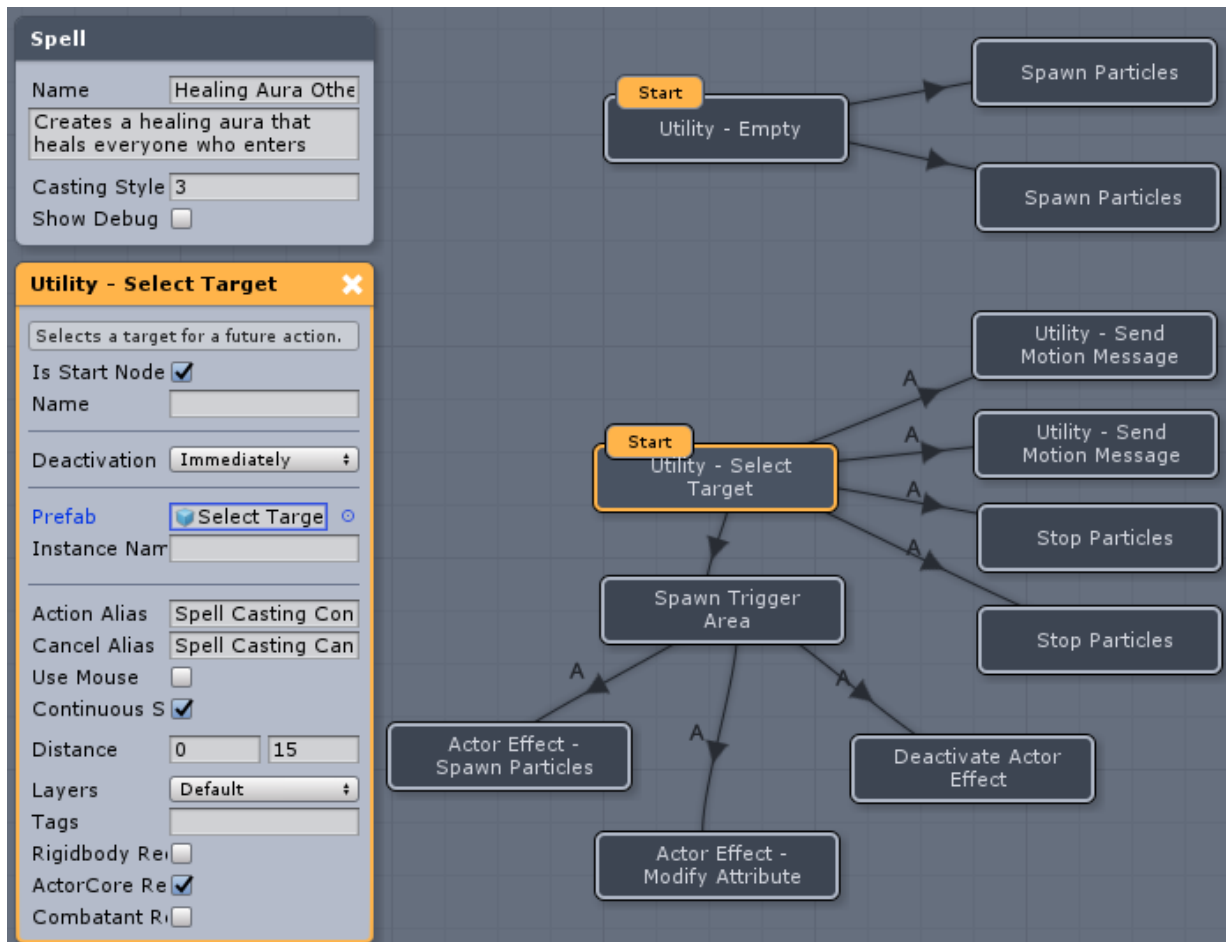 Spell
Name
Healing Aura Othe
Creates a healing aura that
heals everyone who enters
Casting Style
3
Show Debug
Utility - Select Target
Selects a target for a future action.
Is Start Node
Name
Deactivation
Immediately
Prefab
Select Targe
Instance Nam
Action Alias
Spell Casting Con
Cancel Alias
Spell Casting Can
Use Mouse
Continuous S
Distance
0
15
Layers
Default
Tags
Rigidbody Re
ActorCore Re
Combatant R
Start
Utility - Empty
Spawn Particles
Spawn Particles
Start
Utility - Select
Target
A
Utility - Send
Motion Message
A
Utility - Send
Motion Message
A
Stop Particles
A
Stop Particles
Spawn Trigger
Area
A
Actor Effect -
Spawn Particles
A
Actor Effect -
Modify Attribute
A
Deactivate Actor
Effect